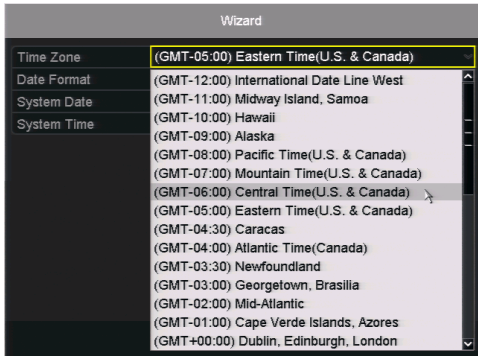 Wizard
Time Zone
(GMT-05:00) Eastern Time(U.S. & Canada)
Date Format
System Date
System Time
(GMT-12:00) International Date Line West
(GMT-11:00) Midway Island, Samoa
(GMT-10:00) Hawaii
(GMT-09:00) Alaska
(GMT-08:00) Pacific Time(U.S. & Canada)
(GMT-07:00) Mountain Time(U.S. & Canada)
(GMT-06:00) Central Time(U.S. & Canada)
(GMT-05:00) Eastern Time(U.S. & Canada)
(GMT-04:30) Caracas
(GMT-04:00) Atlantic Time(Canada)
(GMT-03:30) Newfoundland
(GMT-03:00) Georgetown, Brasilia
(GMT-02:00) Mid-Atlantic
(GMT-01:00) Cape Verde Islands, Azores
(GMT+00:00) Dublin, Edinburgh, London